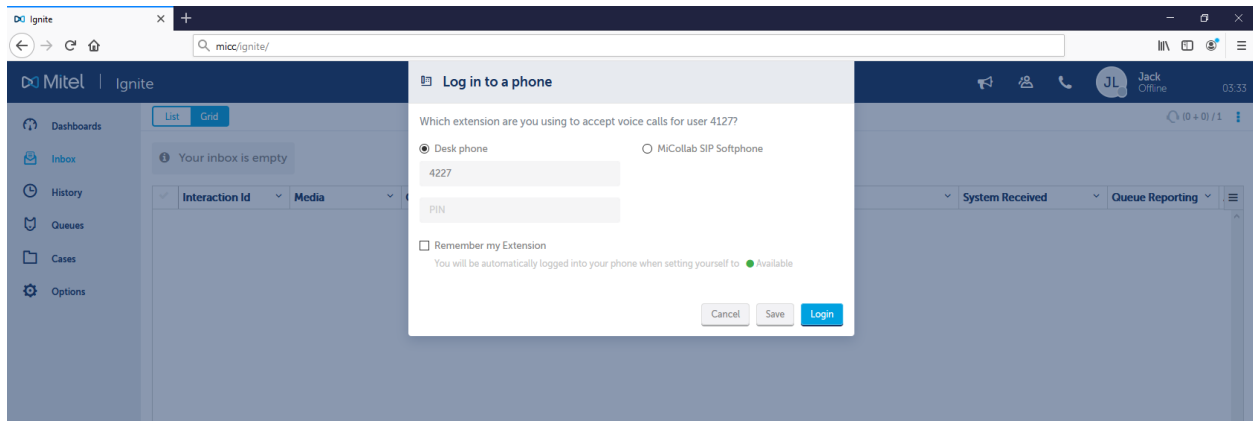 Ignite
micc/ignite/
Mitel | Ignite
Log in to a phone
JL
Jack
Offline
03:33
Dashboards
Inbox
History
Queues
Cases
Options
List
Grid
(0 + 0) / 1
Your inbox is empty
Interaction Id
Media
System Received
Queue Reporting
Which extension are you using to accept voice calls for user 4127?
Desk phone
MiCollab SIP Softphone
4227
PIN
Remember my Extension
You will be automatically logged into your phone when setting yourself to Available
Cancel
Save
Login